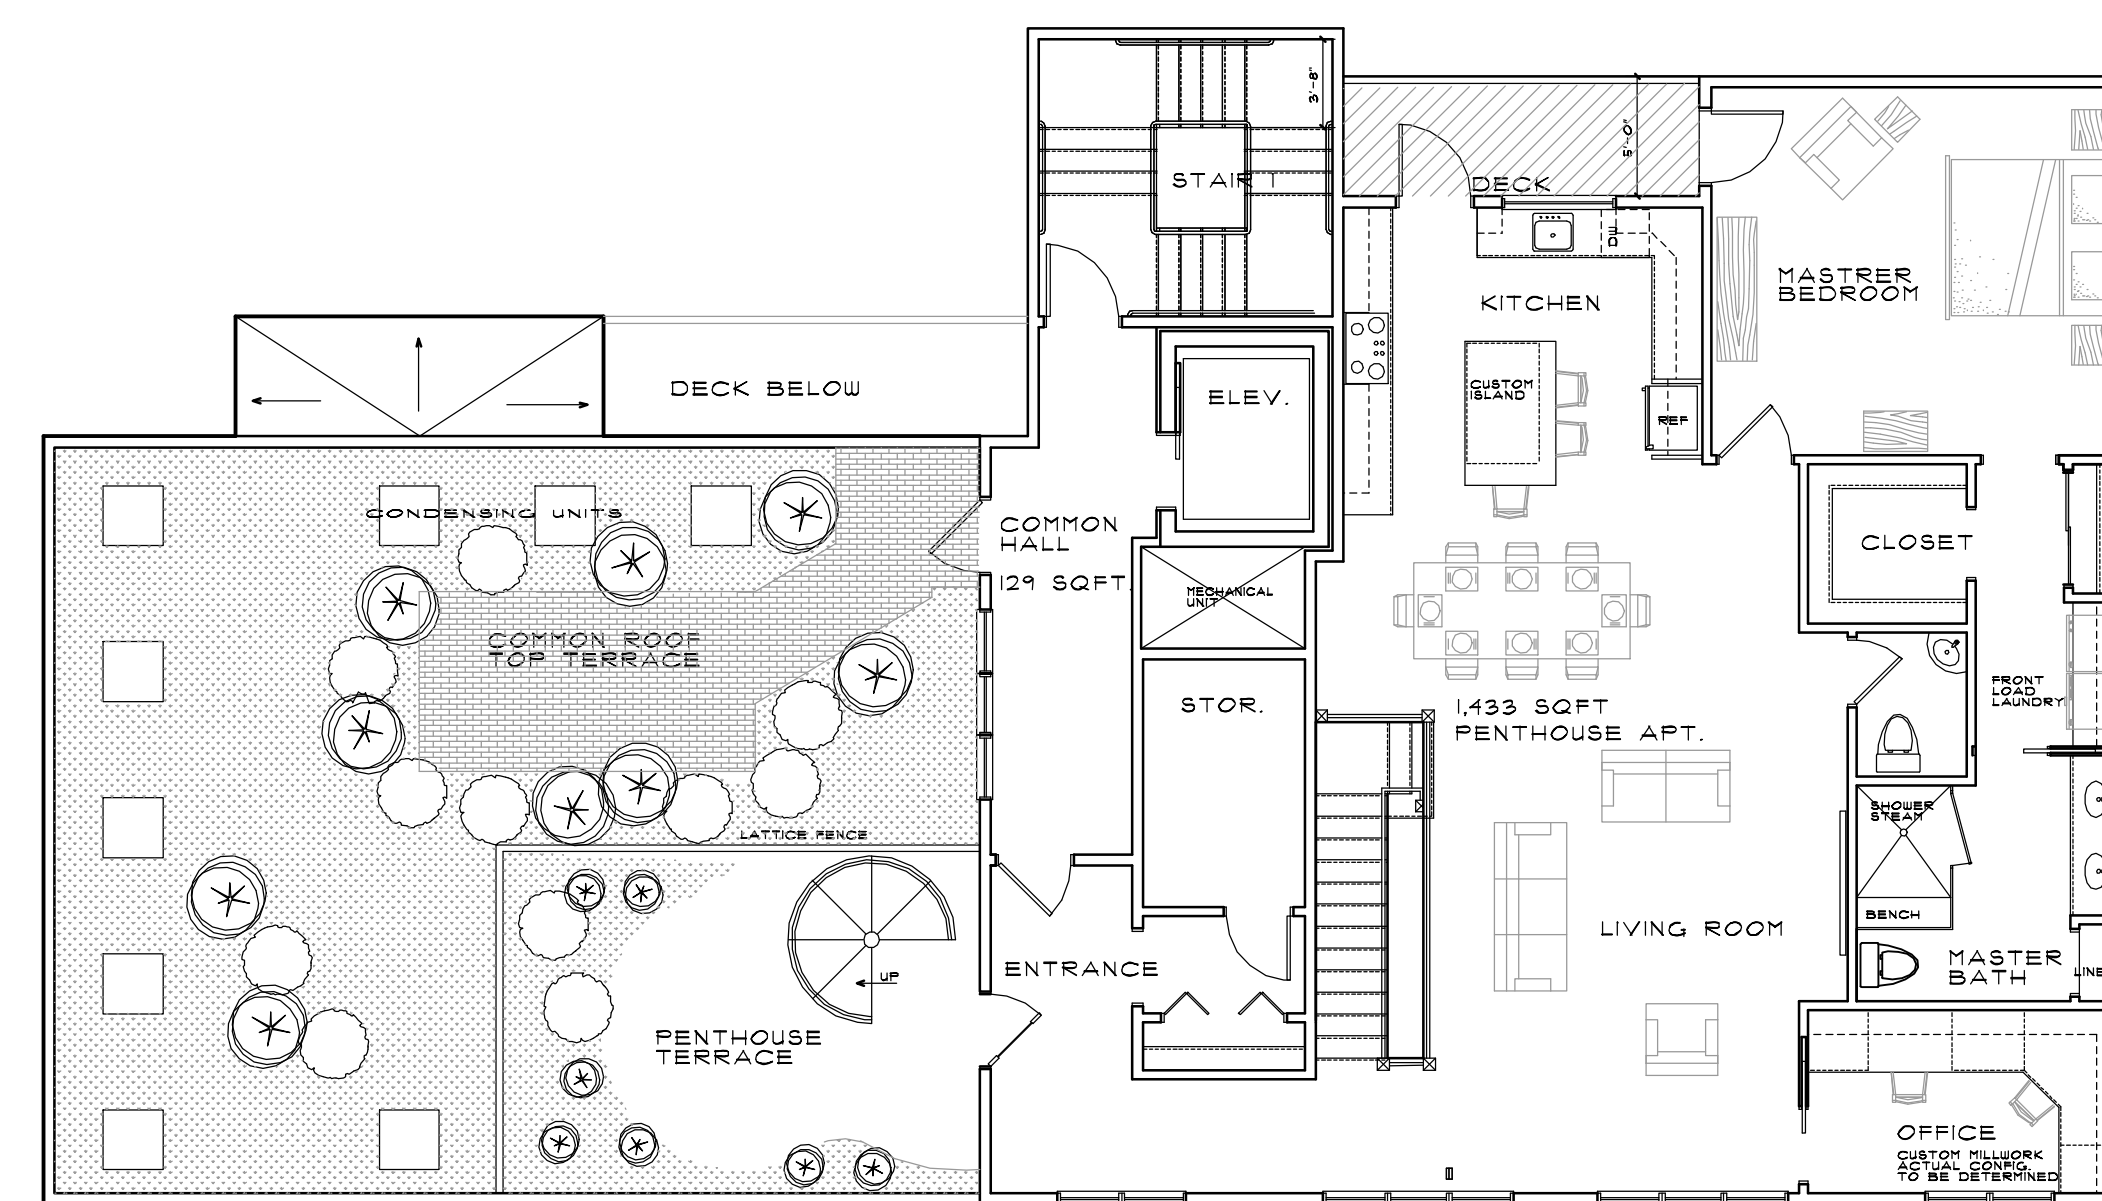 3'-8"
STAIR 1
5'-0"
DECK
MASTRER
BEDROOM
KITCHEN
DECK BELOW
ELEV.
CUSTOM
ISLAND
REF
CONDENSING UNITS
COMMON
HALL
129 SQFT.
CLOSET
MECHANICAL
UNIT
COMMON ROOF
TOP TERRACE
STOR.
1,433 SQFT
PENTHOUSE APT.
FRONT
LOAD
LAUNDRY
SHOWER
STEAM
LATTICE FENCE
BENCH
LIVING ROOM
ENTRANCE
UP
MASTER
BATH
PENTHOUSE
TERRACE
OFFICE
CUSTOM MILLWORK
ACTUAL CONFIG.
TO BE DETERMINED